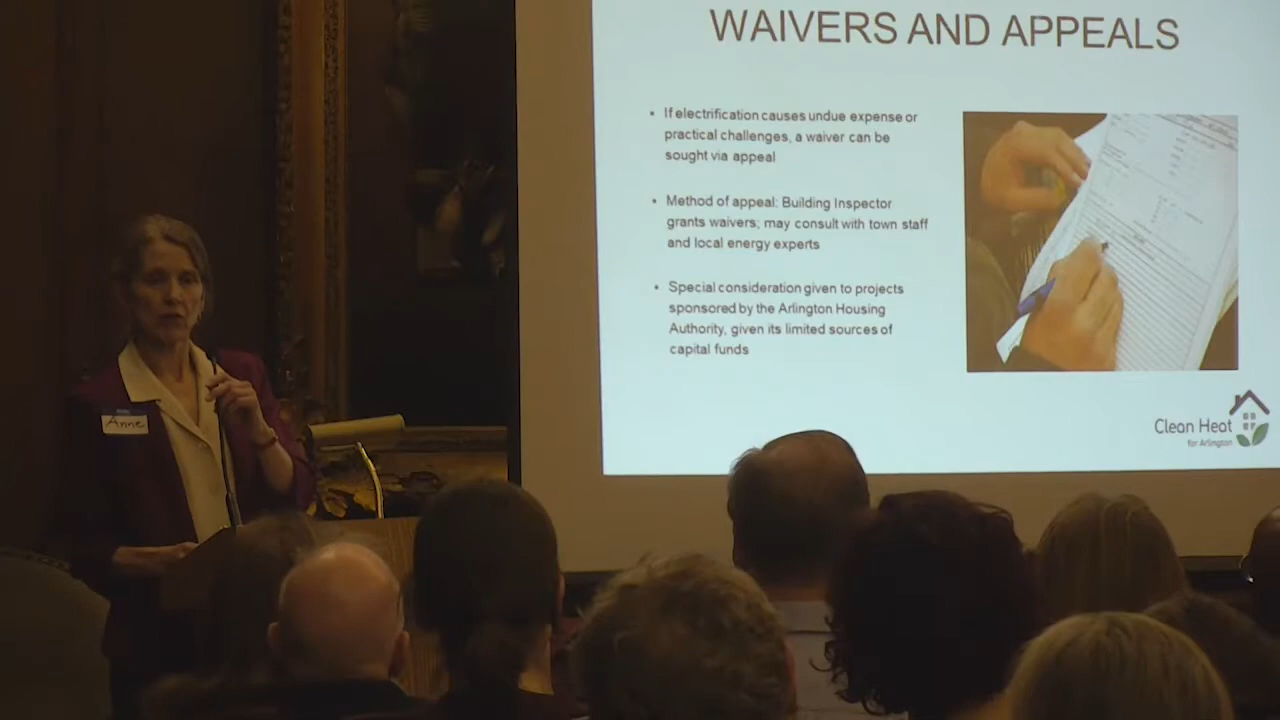 WAIVERS AND APPEALS
• If electrification causes undue expense or
practical challenges, a waiver can be
sought via appeal
• Method of appeal: Building Inspector
grants waivers; may consult with town staff
and local energy experts
• Special consideration given to projects
sponsored by the Arlington Housing
Authority, given its limited sources of
capital funds
Clean Heat
for Arlington
Anne